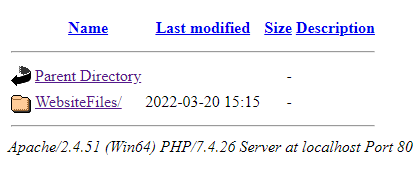 Name Last modified Size Description
Parent Directory -
WebsiteFiles/ 2022-03-20 15:15 -
Apache/2.4.51 (Win64) PHP/7.4.26 Server at localhost Port 80